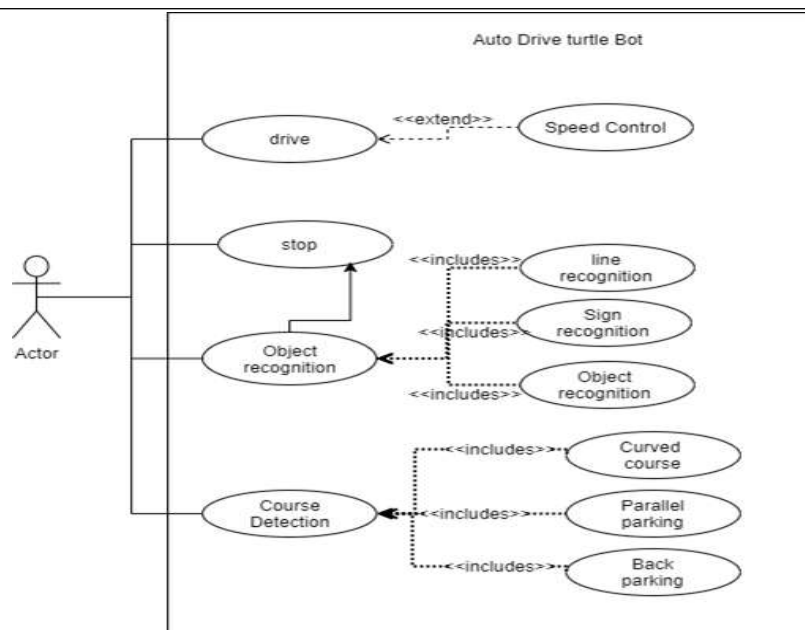 Auto Drive turtle Bot
<<extend>>
Speed Control
drive
stop
<<includes>>
line
recognition
<<includes>>
Sign
recognition
Actor
Object
recognition
<<includes>>
Object
recognition
<<includes>>
Curved
course
Course
Detection
<<includes>>
Parallel
parking
<<includes>>
Back
parking